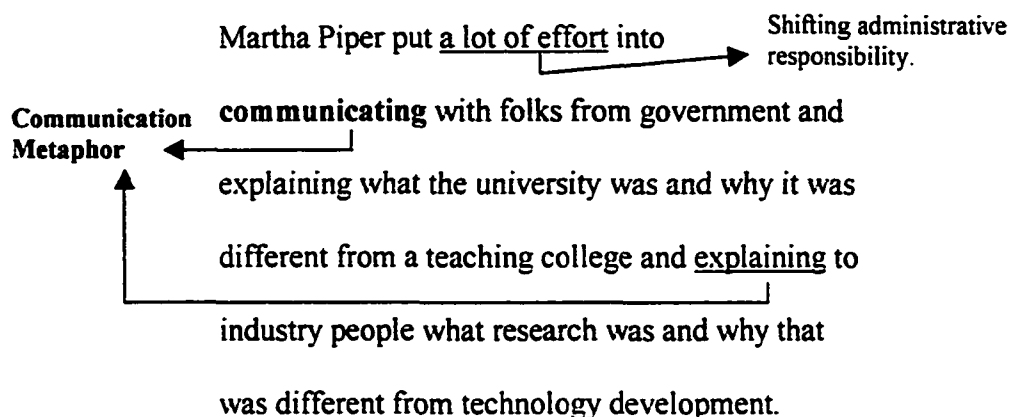 Martha Piper put a lot of effort into
Shifting administrative
responsibility.
Communication
Metaphor
communicating with folks from government and
explaining what the university was and why it was
different from a teaching college and explaining to
industry people what research was and why that
was different from technology development.